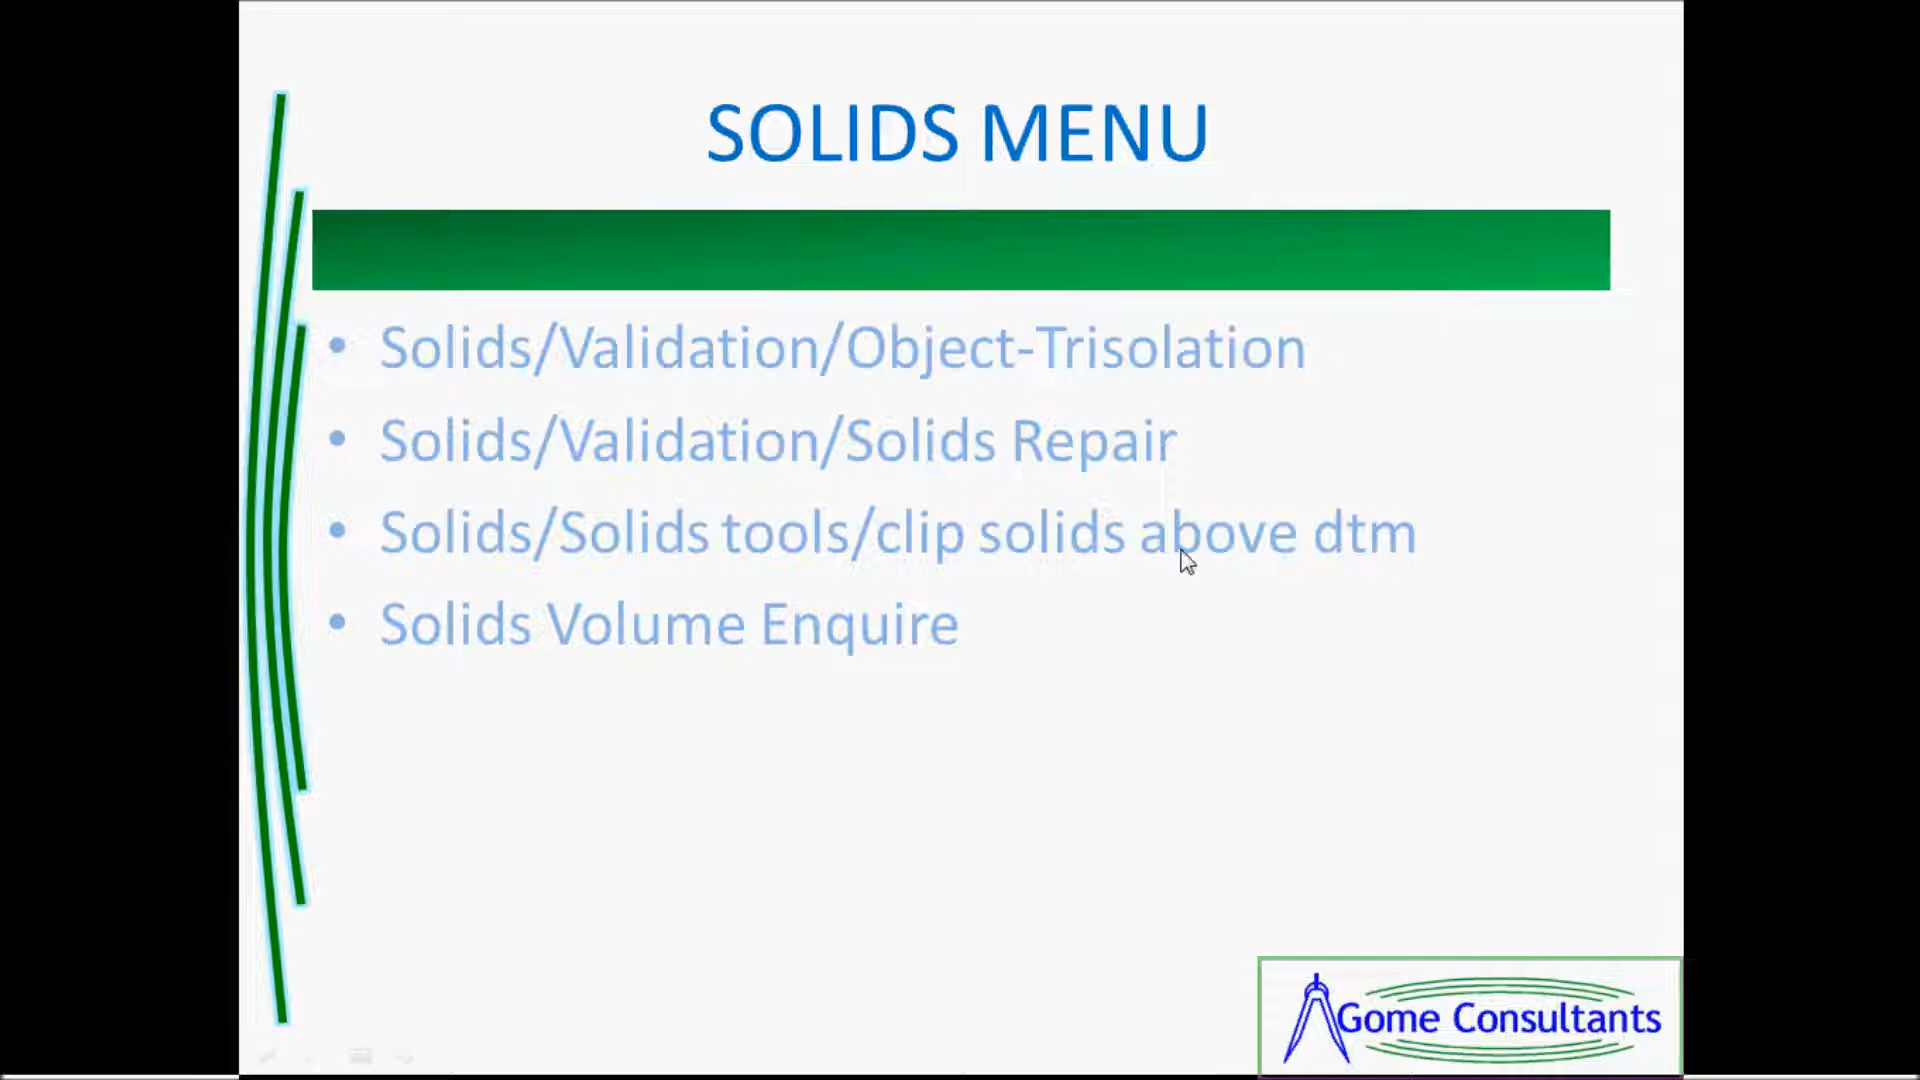 SOLIDS MENU
• Solids/Validation/Object-Trisolation
• Solids/Validation/Solids Repair
• Solids/Solids tools/clip solids above dtm
• Solids Volume Enquire
Gome Consultants